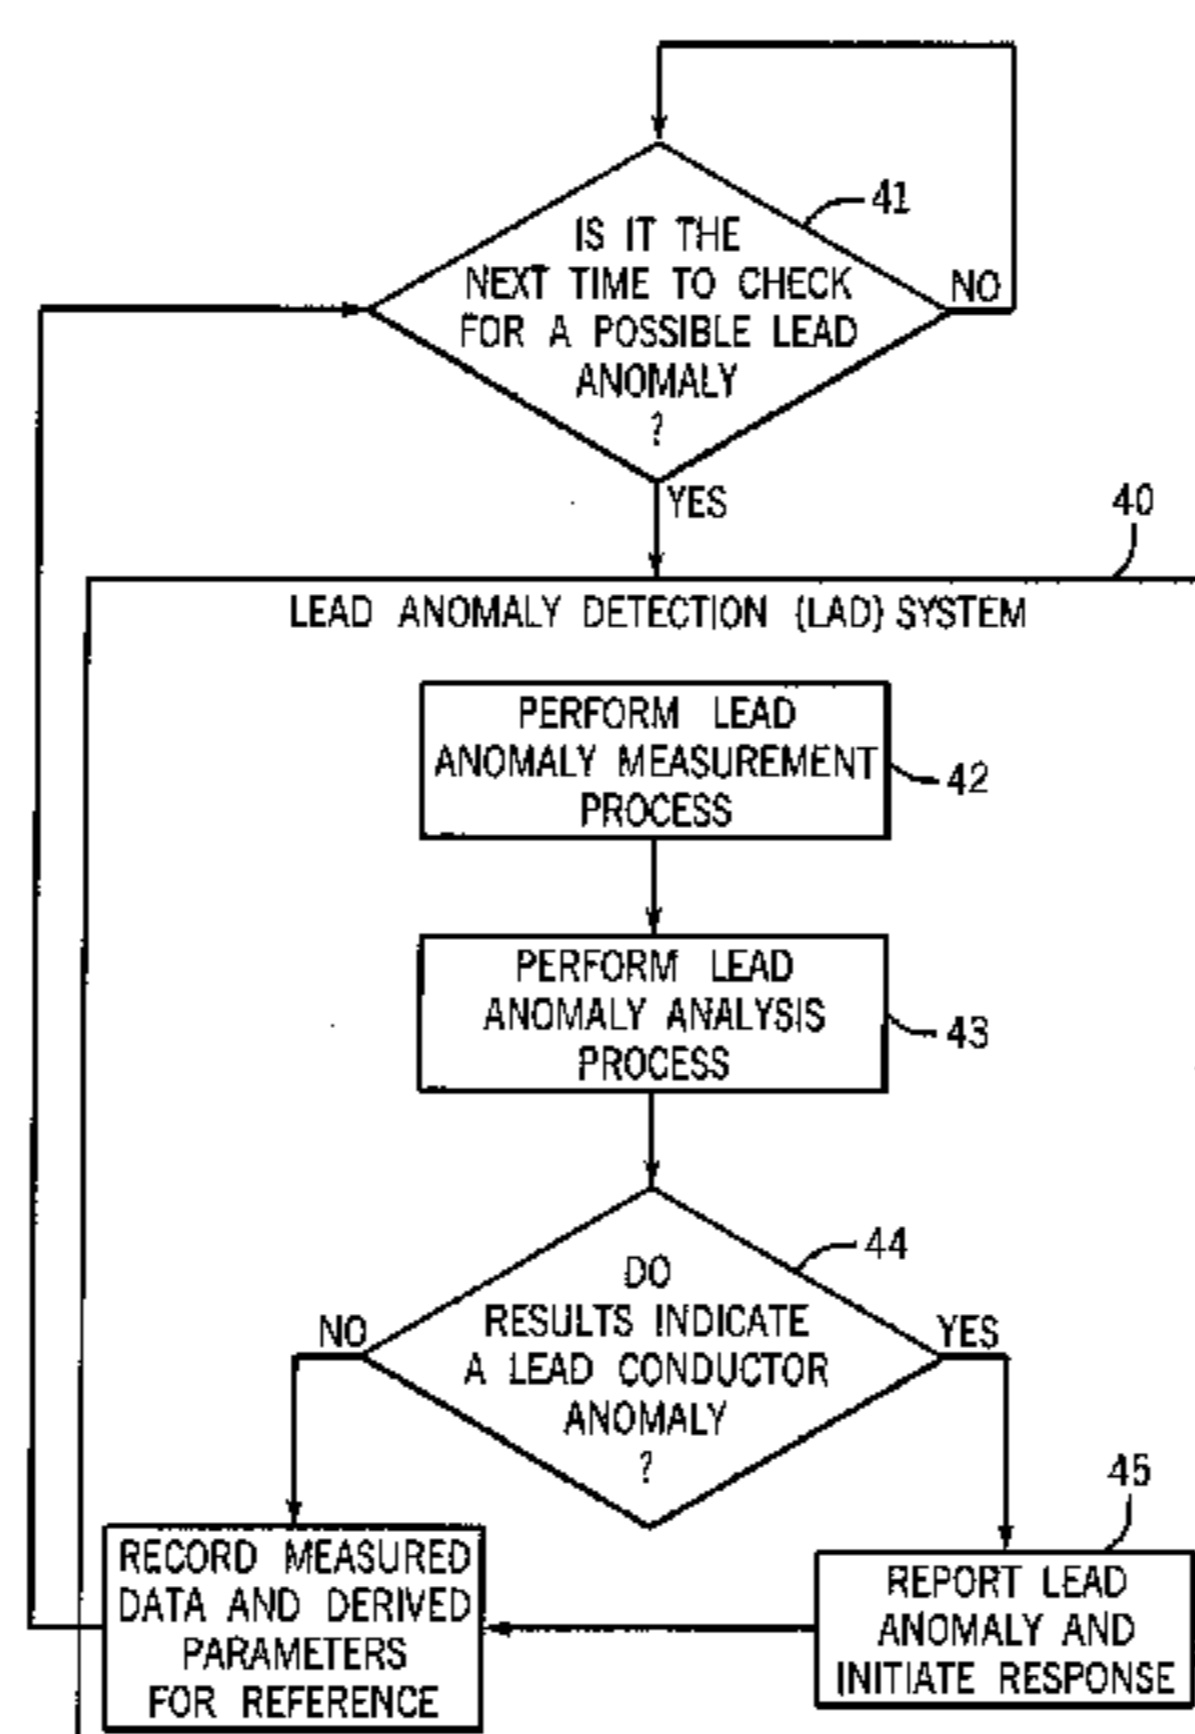 41
IS IT THE
NEXT TIME TO CHECK
FOR A POSSIBLE LEAD
ANOMALY
?
NO
YES
40
LEAD ANOMALY DETECTION (LAD) SYSTEM
PERFORM LEAD
ANOMALY MEASUREMENT
PROCESS
42
PERFORM LEAD
ANOMALY ANALYSIS
PROCESS
43
44
DO
RESULTS INDICATE
A LEAD CONDUCTOR
ANOMALY
?
NO
YES
45
RECORD MEASURED
DATA AND DERIVED
PARAMETERS
FOR REFERENCE
REPORT LEAD
ANOMALY AND
INITIATE RESPONSE